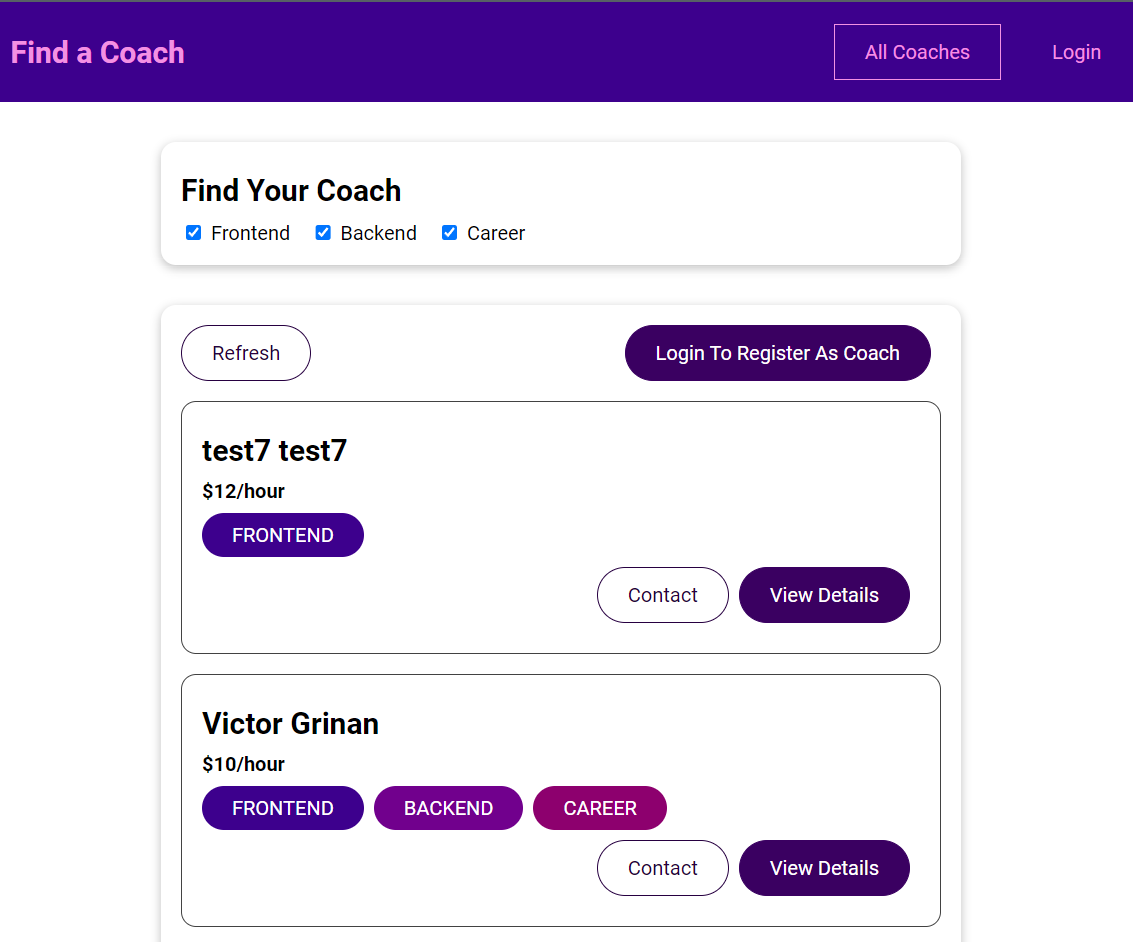 Find a Coach
All Coaches
Login
Find Your Coach
Frontend Backend Career
Refresh
Login To Register As Coach
test7 test7
$12/hour
FRONTEND
Contact
View Details
Victor Grinan
$10/hour
FRONTEND BACKEND CAREER
Contact
View Details